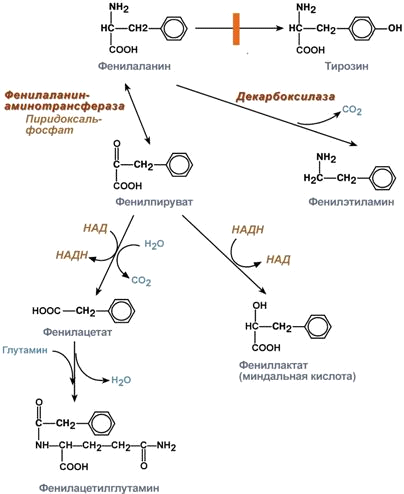 NH2
HC CH2
COOH
Фенилаланин
NH2
HC CH2 OH
COOH
Тирозин
Фенилаланин-
аминотрансфераза
Пиридоксаль-
фосфат
Декарбоксилаза
CO2
O
C CH2
COOH
Фенилпируват
NH2
H2C CH2
Фенилэтиламин
НАД
НАДН
H2O
CO2
НАДН
НАД
HOOC CH2
Фенилацетат
OH
HC CH2
COOH
Фениллактат
(миндальная кислота)
Глутамин
H2O
O
C CH2
NH CH CH2 CH2 C NH2
COOH O
Фенилацетилглутамин